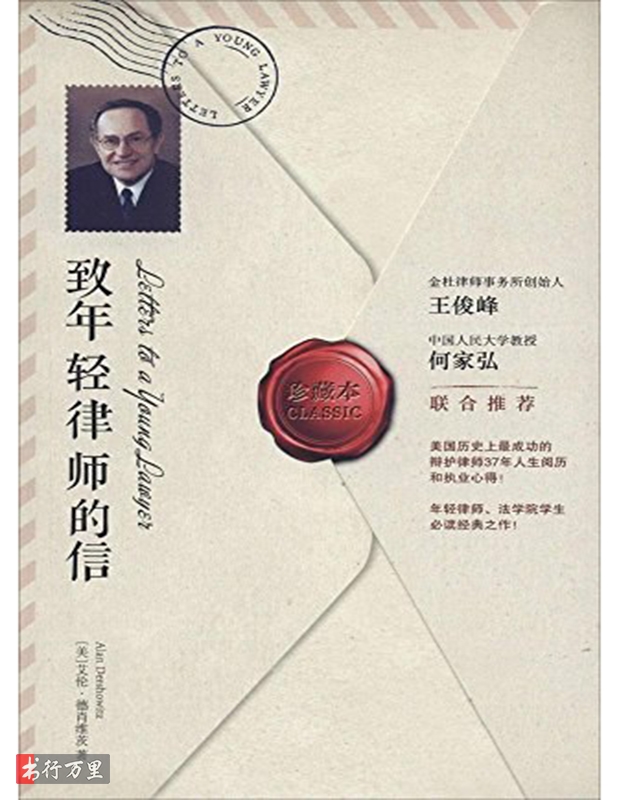 LETTERS TO A YOUNG LAWYER
致年轻律师的信
Letters to a Young Lawyer
金杜律师事务所创始人
王俊峰
中国人民大学教授
何家弘
联合推荐
珍藏本
CLASSIC
美国历史上最成功的
辩护律师37年人生阅历
和执业心得!
年轻律师、法学院学生
必读经典之作!
Alan Dershowitz
[美]艾伦·德肖维茨
书行万里